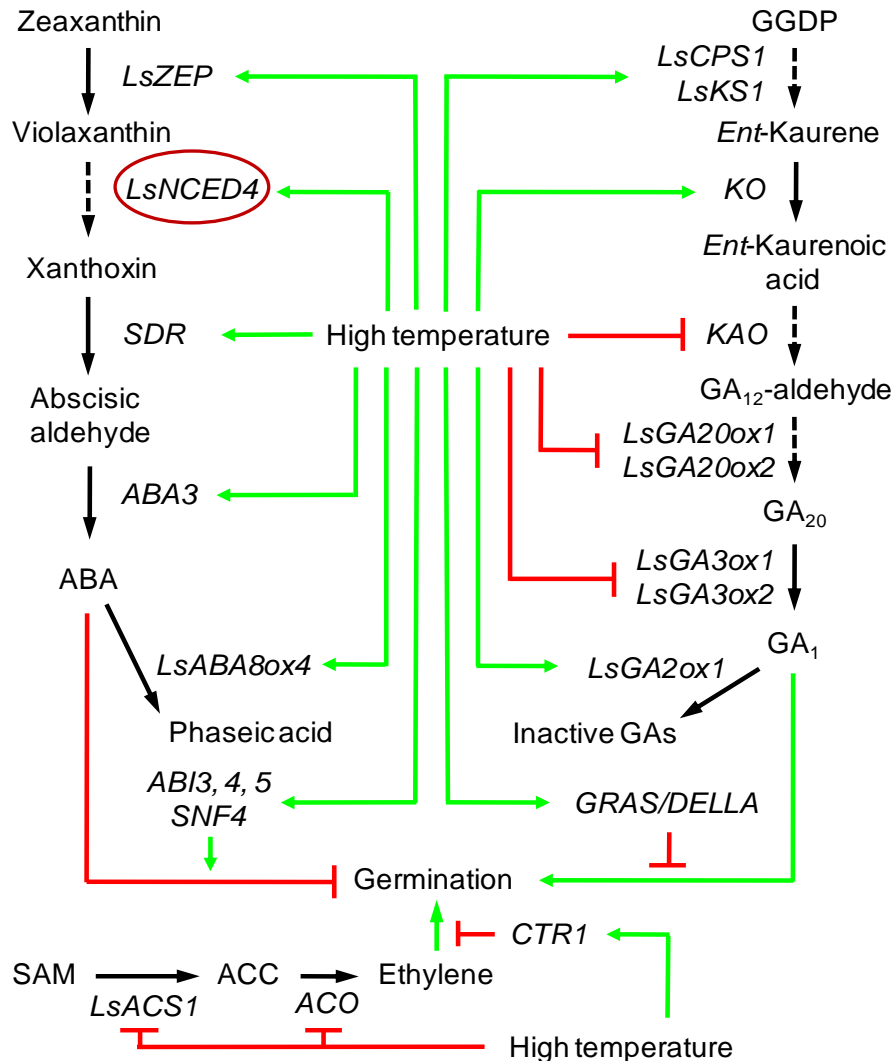 Zeaxanthin
GGDP
LsZEP
LsCPS1
LsKS1
Violaxanthin
Ent-Kaurene
LsNCED4
KO
Xanthoxin
Ent-Kaurenoic
acid
SDR
High temperature
KAO
Abscisic
aldehyde
GA₁₂-aldehyde
LsGA20ox1
LsGA20ox2
ABA3
GA₂₀
ABA
LsGA3ox1
LsGA3ox2
LsABA8ox4
LsGA2ox1
GA₁
Phaseic acid
Inactive GAs
ABI3, 4, 5
SNF4
GRAS/DELLA
Germination
CTR1
SAM
ACC
Ethylene
LsACS1
ACO
High temperature